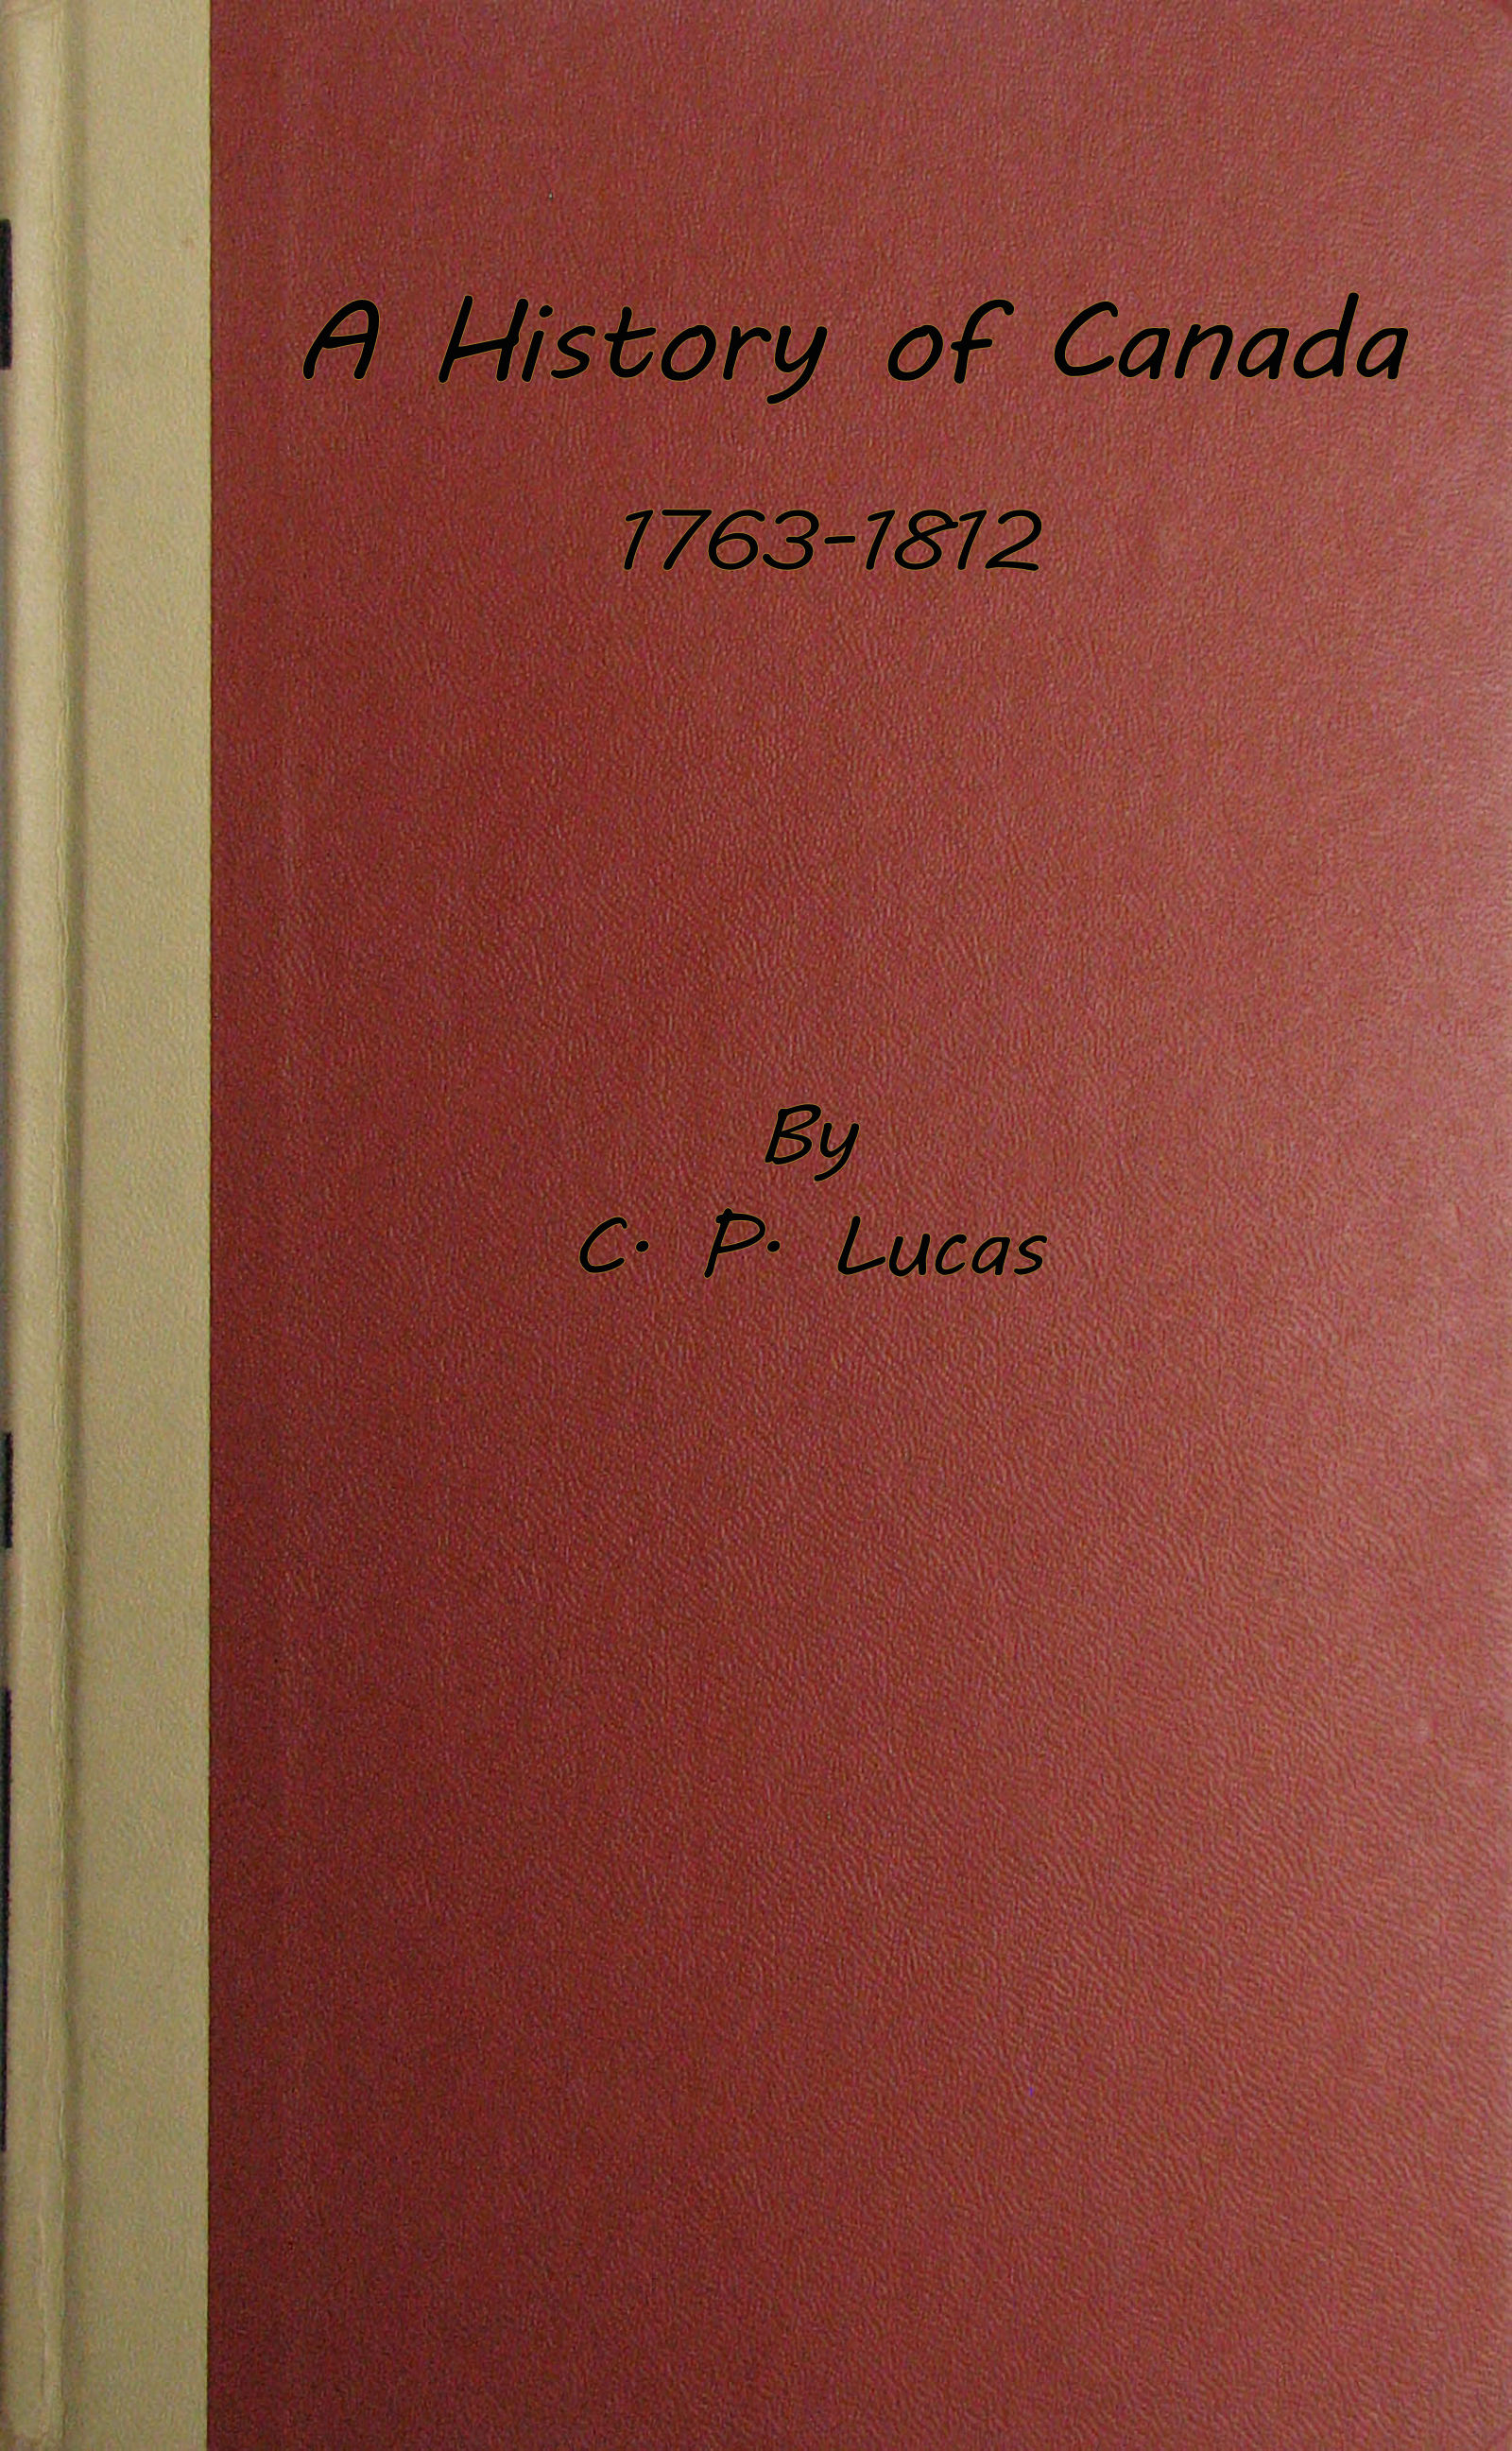 A History of Canada
1763-1812
By
C. P. Lucas